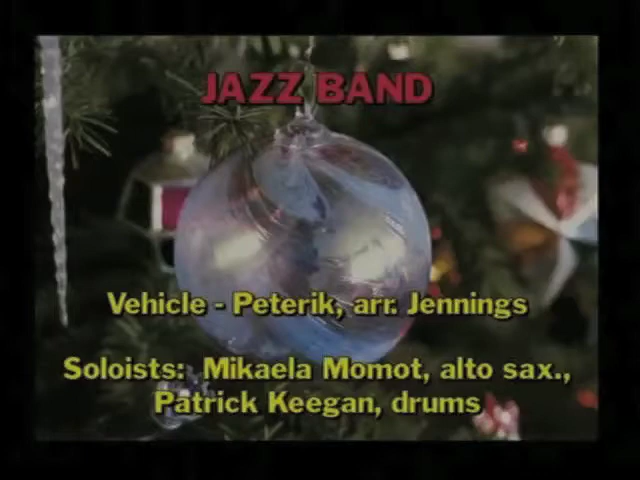 JAZZ BAND
Vehicle - Peterik, arr. Jennings
Soloists: Mikaela Momot, alto sax.,
Patrick Keegan, drums